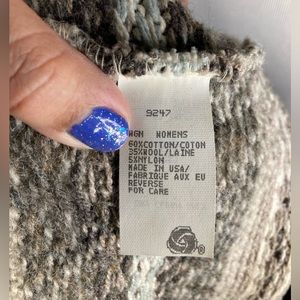 9247
WGN WOMENS
60%COTTON/COTON
35%WOOL/LAINE
5%NYLON
MADE IN USA/
FABRIQUE AUX EU
REVERSE
FOR CARE